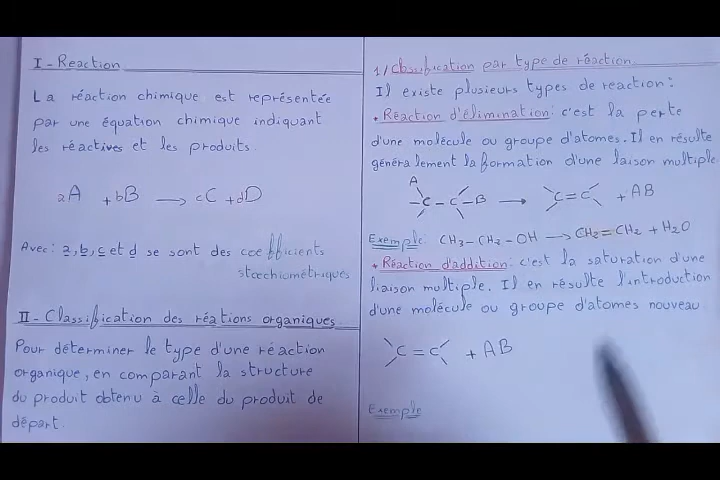 I - Reaction
La réaction chimique est représentée
par une équation chimique indiquant
les réactives et les produits.
aA + bB → cC + dD
Avec: a, b, c et d se sont des coefficients
stœchiométriques
II - Classification des réations organiques
Pour déterminer le type d'une réaction
organique, en comparant la structure
du produit obtenu à celle du produit de
départ.
1/ Classification par type de réaction
Il existe plusieurs types de reaction:
• Réaction d'élimination: c'est la perte
d'une molécule ou groupe d'atomes. Il en résulte
généralement la formation d'une laison multiple
A
-C-C-B → C=C + AB
Exemple: CH3-CH2-OH → CH2=CH2 + H2O
• Réaction d'addition: c'est la saturation d'une
liaison multiple. Il en résulte l'introduction
d'une molécule ou groupe d'atomes nouveau
C=C + AB
Exemple